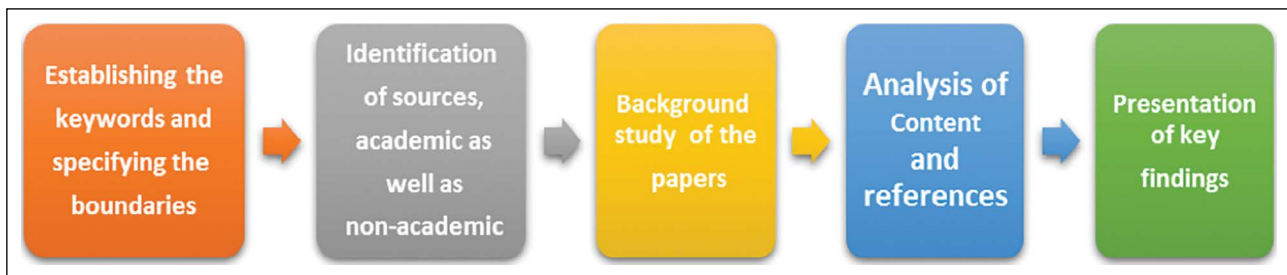 Establishing the
keywords and
specifying the
boundaries
Identification
of sources,
academic as
well as
non-academic
Background
study of the
papers
Analysis of
Content
and
references
Presentation
of key
findings